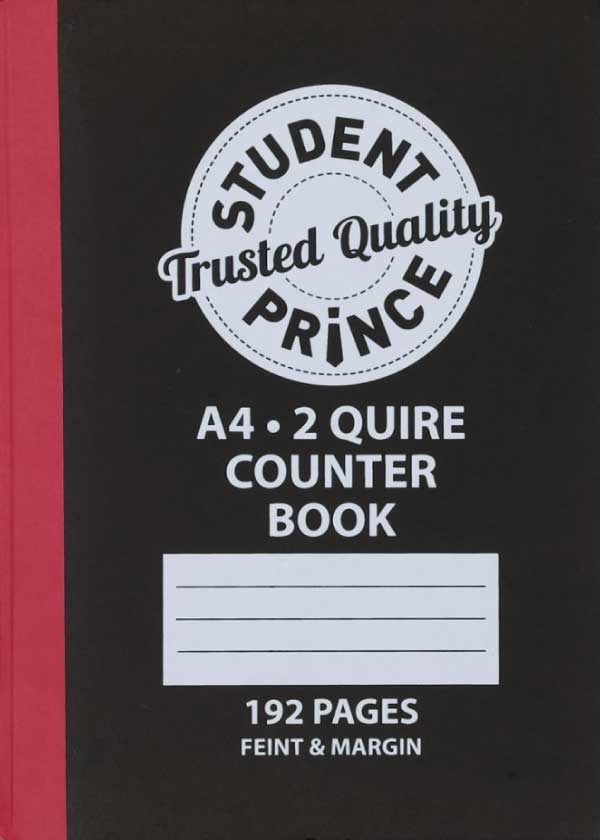 STUDENT
Trusted Quality
PRiNCE
A4 • 2 QUIRE
COUNTER
BOOK
192 PAGES
FEINT & MARGIN